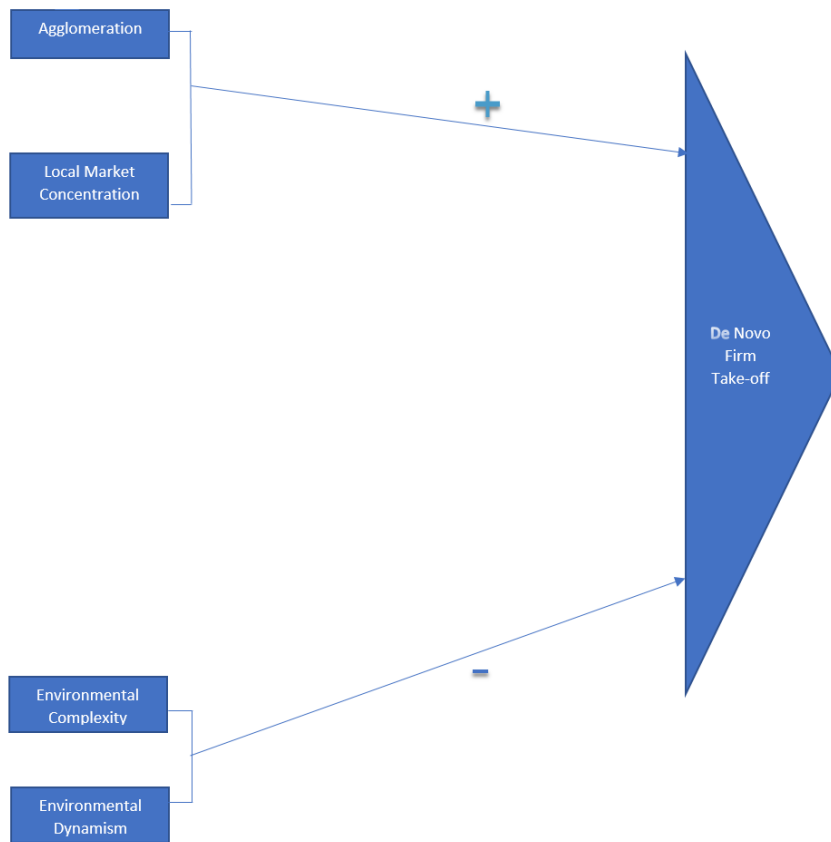 Agglomeration
+
Local Market
Concentration
De Novo
Firm
Take-off
-
Environmental
Complexity
Environmental
Dynamism